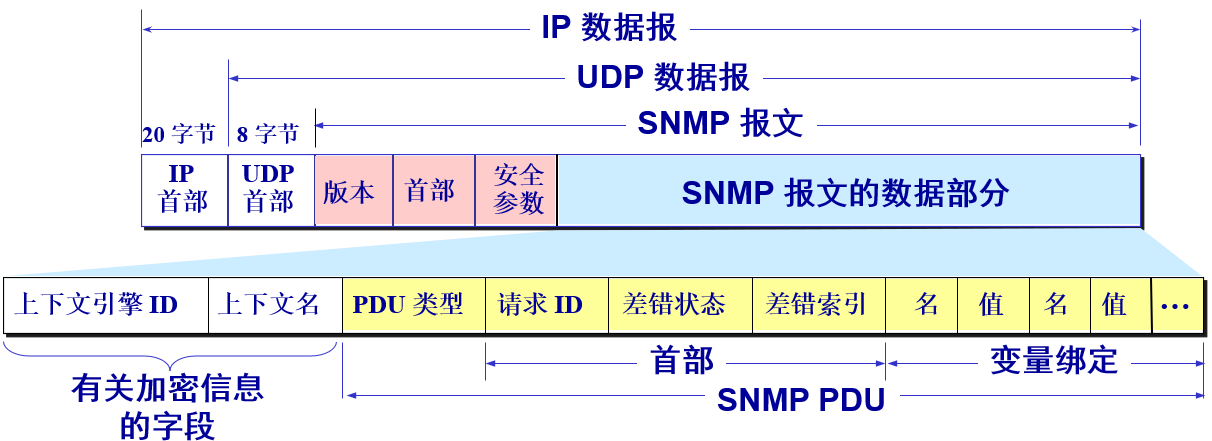 IP 数据报
UDP 数据报
SNMP 报文
20 字节
8 字节
IP
首部
UDP
首部
版本
首部
安全
参数
SNMP 报文的数据部分
上下文引擎 ID
上下文名
PDU 类型
请求 ID
差错状态
差错索引
名
值
名
值
…
首部
变量绑定
有关加密信息
的字段
SNMP PDU